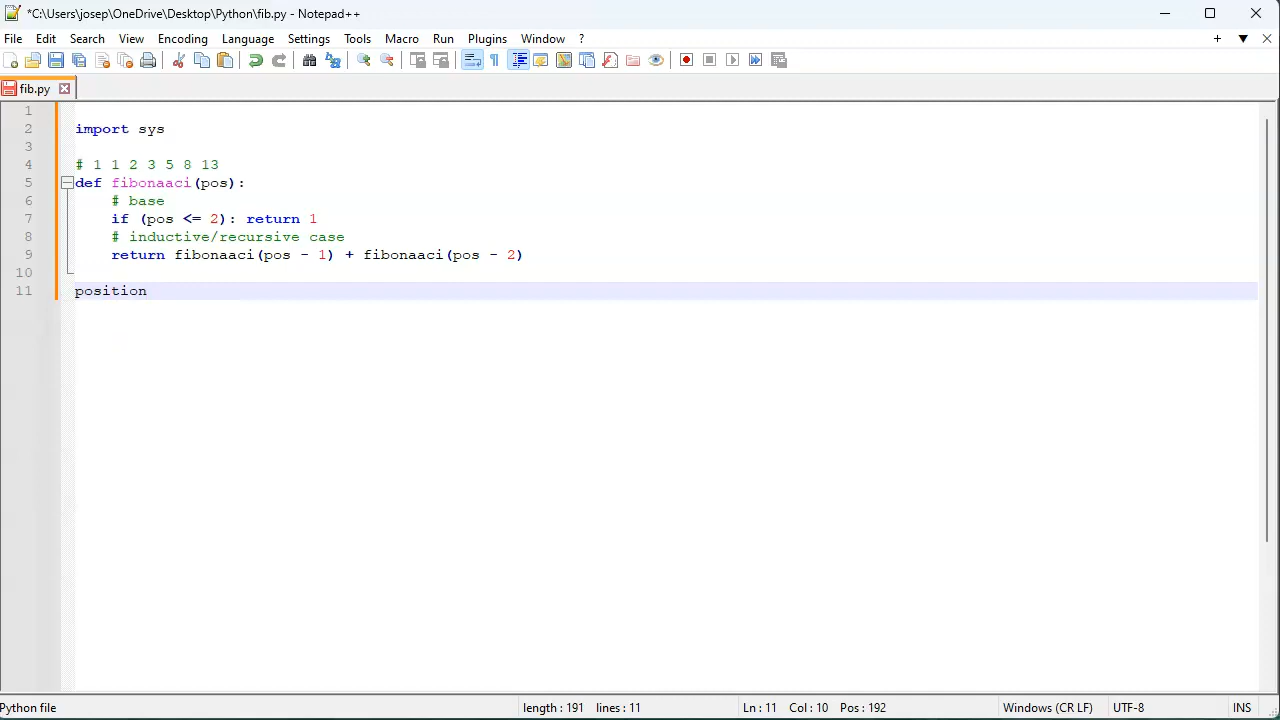 *C:\Users\josep\OneDrive\Desktop\Python\fib.py - Notepad++
File Edit Search View Encoding Language Settings Tools Macro Run Plugins Window ?
fib.py
1
2 import sys
3
4 # 1 1 2 3 5 8 13
5 def fibonaaci(pos):
6 # base
7 if (pos <= 2): return 1
8 # inductive/recursive case
9 return fibonaaci(pos - 1) + fibonaaci(pos - 2)
10
11 position
Python file length : 191 lines : 11 Ln : 11 Col : 10 Pos : 192 Windows (CR LF) UTF-8 INS